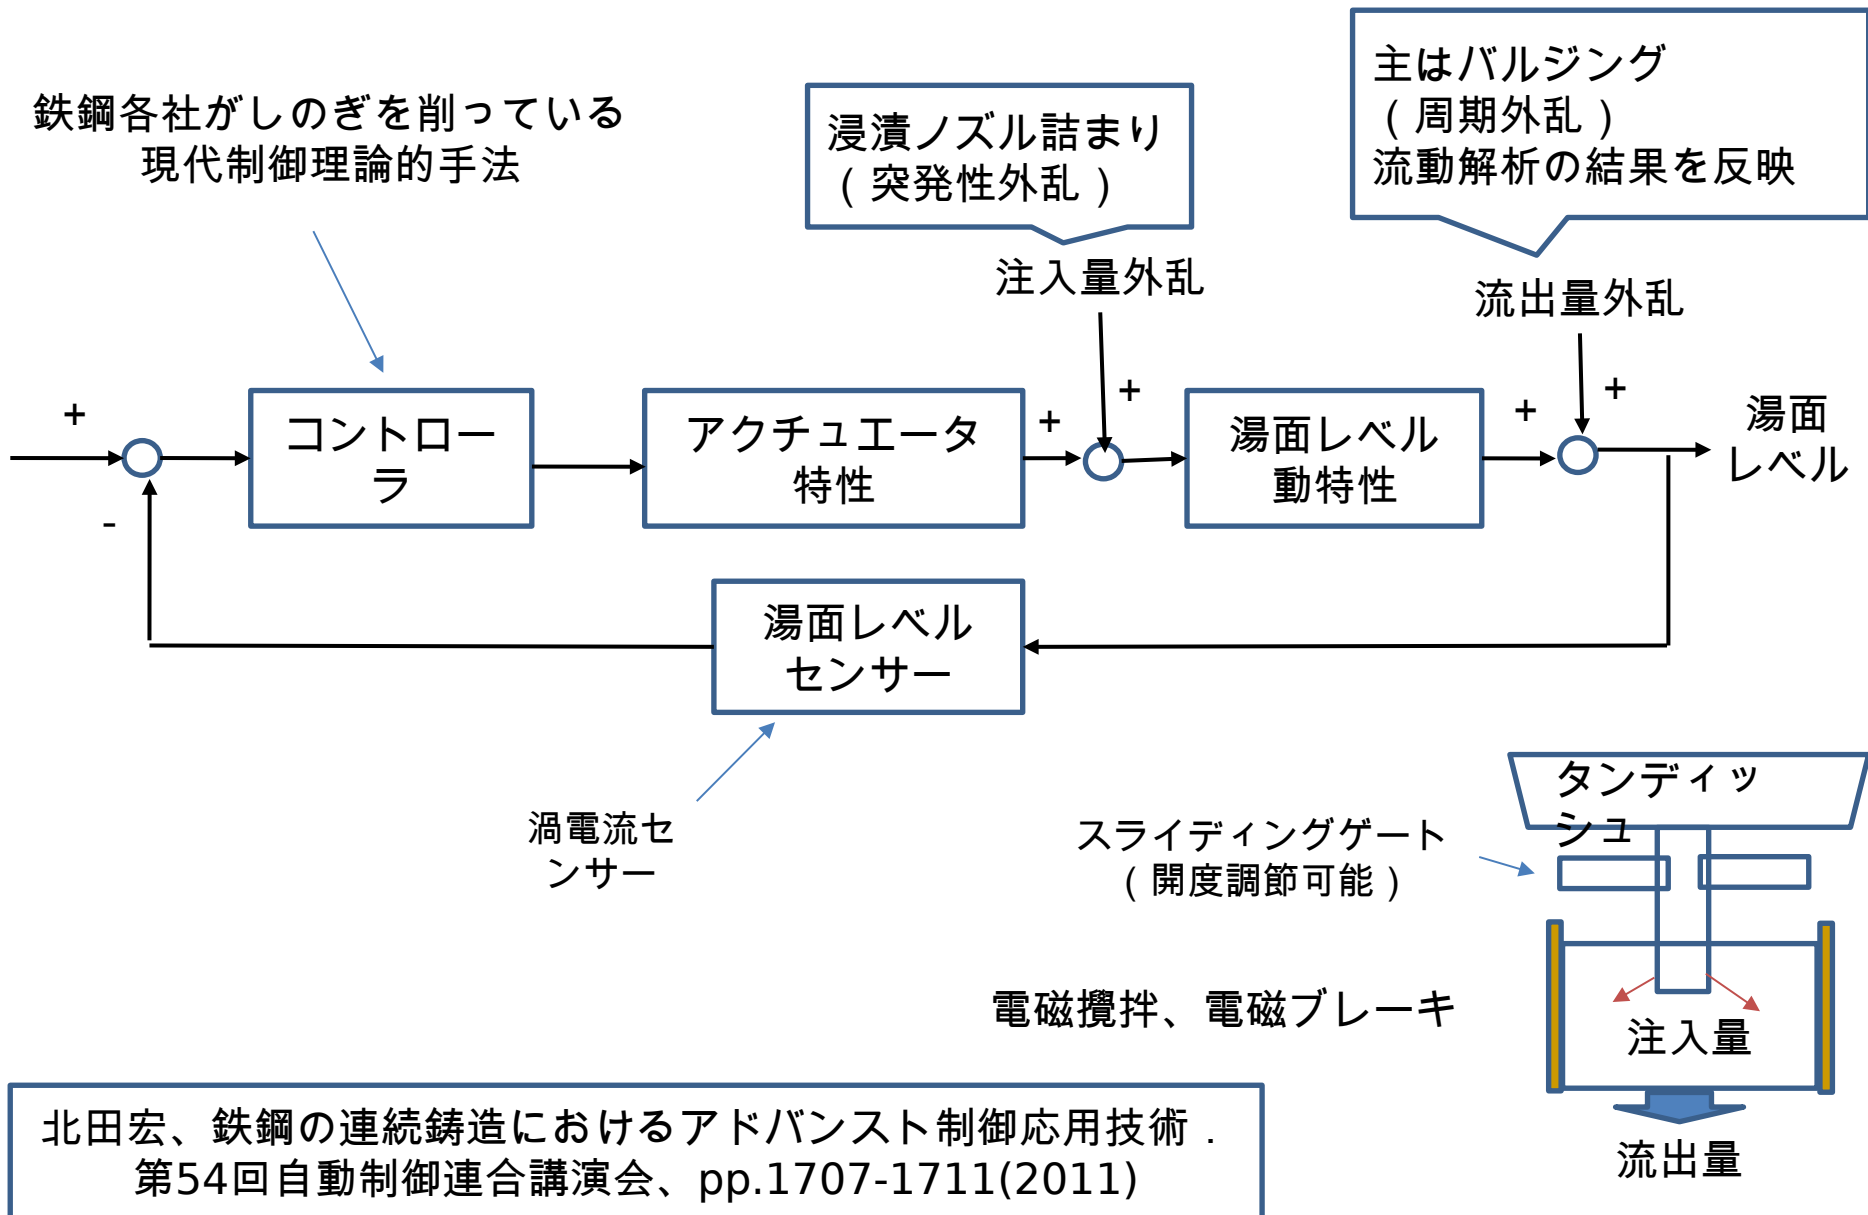 主はバルジング
(周期外乱)
流動解析の結果を反映
鉄鋼各社がしのぎを削っている
現代制御理論的手法
浸漬ノズル詰まり
(突発性外乱)
注入量外乱
流出量外乱
+
-
コントロー
ラ
アクチュエータ
特性
+
+
湯面レベル
動特性
+
+
湯面
レベル
湯面レベル
センサー
渦電流セ
ンサー
タンディッ
シュ
スライディングゲート
(開度調節可能)
電磁攪拌、電磁ブレーキ
注入量
流出量
北田宏、鉄鋼の連続鋳造におけるアドバンスト制御応用技術.
第54回自動制御連合講演会、pp.1707-1711(2011)